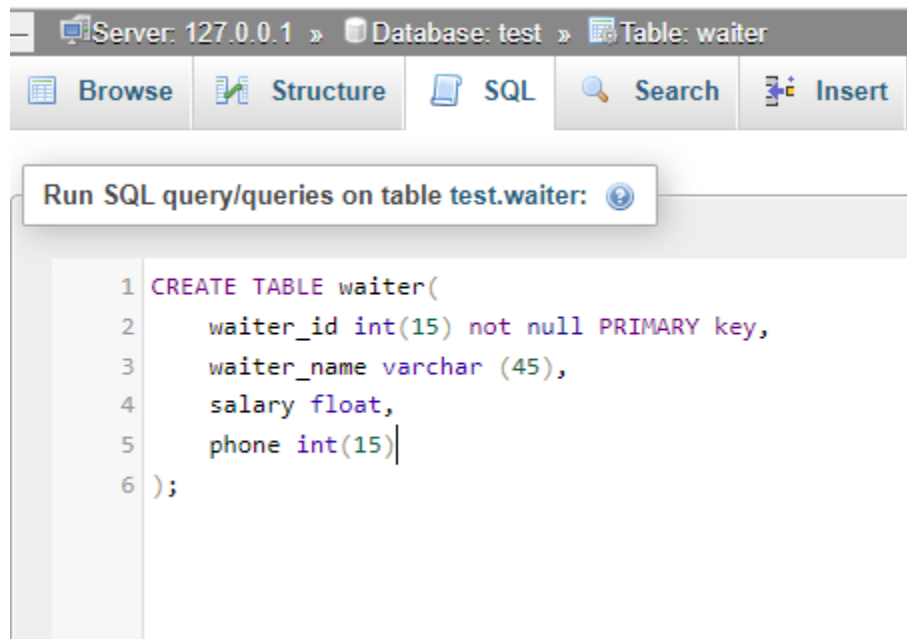 Server: 127.0.0.1 » Database: test » Table: waiter
Browse Structure SQL Search Insert
Run SQL query/queries on table test.waiter:
1 CREATE TABLE waiter(
2 waiter_id int(15) not null PRIMARY key,
3 waiter_name varchar (45),
4 salary float,
5 phone int(15)
6 );